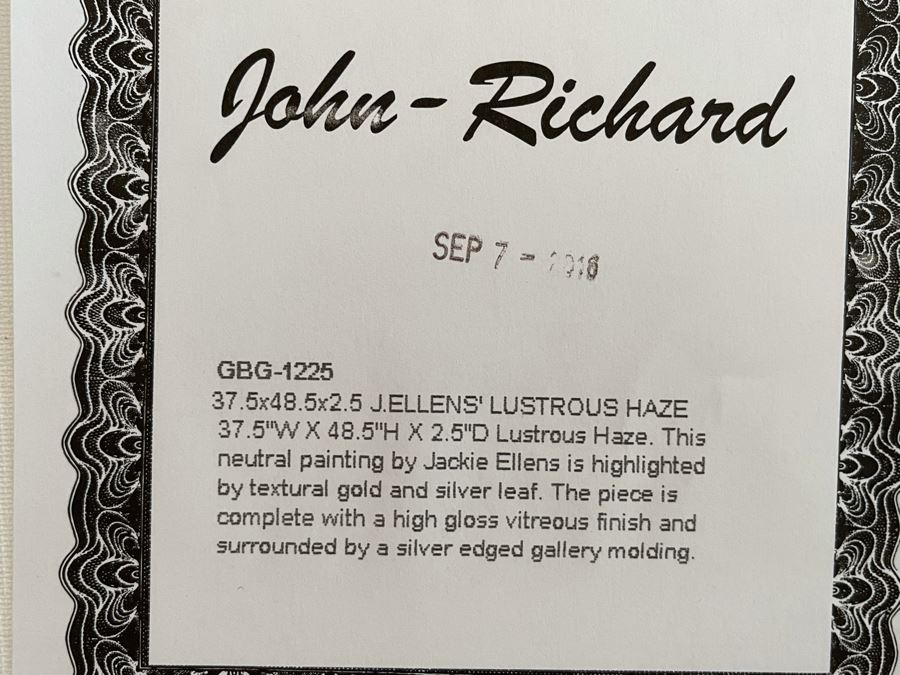 John-Richard
SEP 7 - 2016
GBG-1225
37.5x48.5x2.5 J.ELLENS' LUSTROUS HAZE
37.5"W X 48.5"H X 2.5"D Lustrous Haze. This
neutral painting by Jackie Ellens is highlighted
by textural gold and silver leaf. The piece is
complete with a high gloss vitreous finish and
surrounded by a silver edged gallery molding.